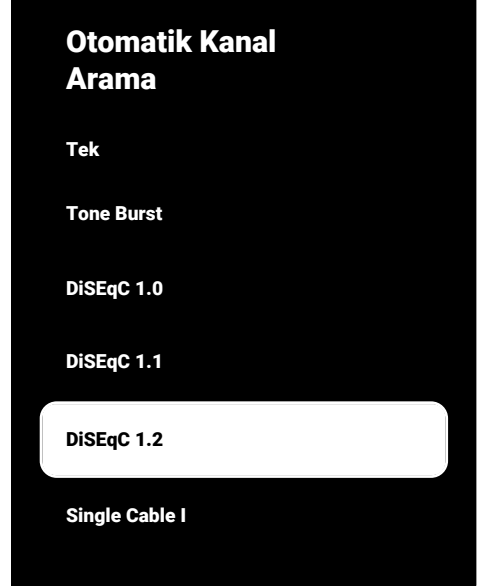 Otomatik Kanal
Arama
Tek
Tone Burst
DiSEqC 1.0
DiSEqC 1.1
DiSEqC 1.2
Single Cable I